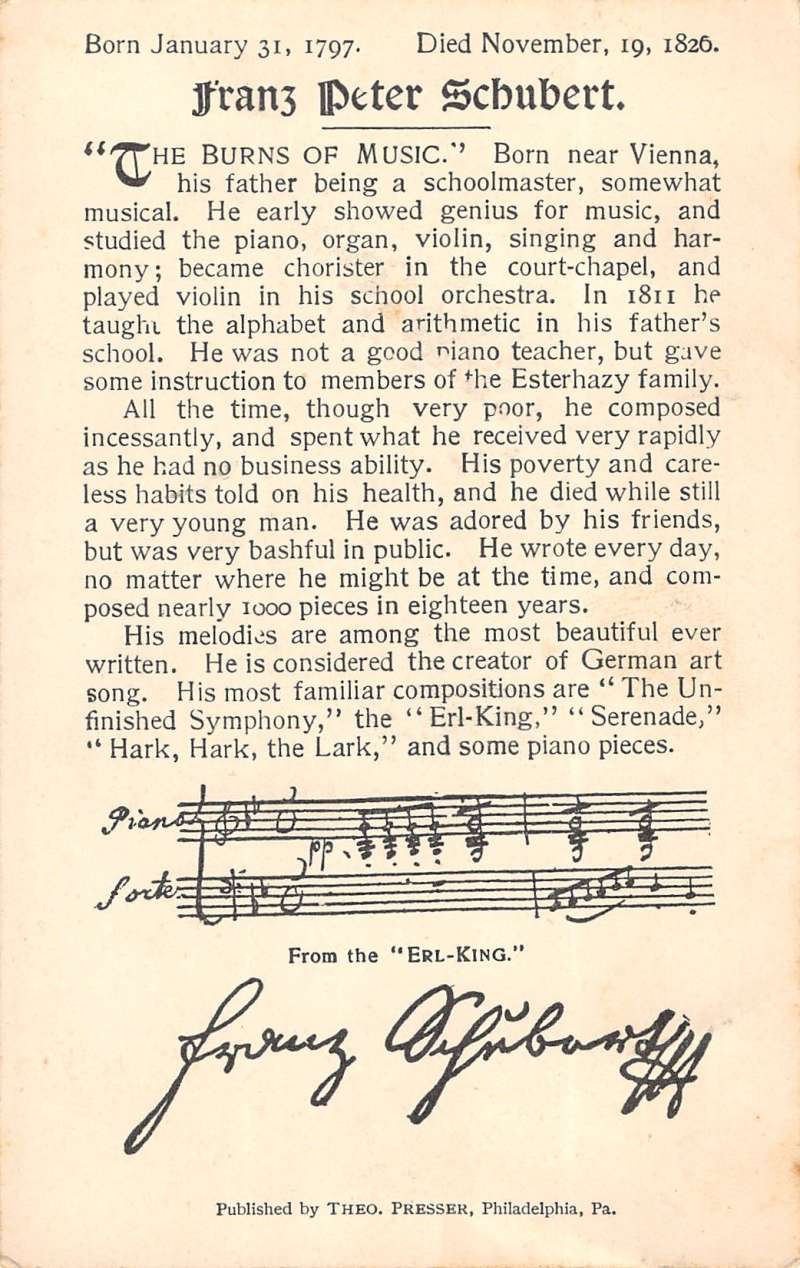 Born January 31, 1797. Died November, 19, 1826.
Franz Peter Schubert.
“THE BURNS OF MUSIC.” Born near Vienna,
his father being a schoolmaster, somewhat
musical. He early showed genius for music, and
studied the piano, organ, violin, singing and har-
mony; became chorister in the court-chapel, and
played violin in his school orchestra. In 1811 he
taught the alphabet and arithmetic in his father’s
school. He was not a good piano teacher, but gave
some instruction to members of the Esterhazy family.
All the time, though very poor, he composed
incessantly, and spent what he received very rapidly
as he had no business ability. His poverty and care-
less habits told on his health, and he died while still
a very young man. He was adored by his friends,
but was very bashful in public. He wrote every day,
no matter where he might be at the time, and com-
posed nearly 1000 pieces in eighteen years.
His melodies are among the most beautiful ever
written. He is considered the creator of German art
song. His most familiar compositions are “The Un-
finished Symphony,” the “Erl-King,” “Serenade,”
“Hark, Hark, the Lark,” and some piano pieces.
Piano
pp.
forte
From the “ERL-KING.”
Franz Schubert
Published by THEO. PRESSER, Philadelphia, Pa.